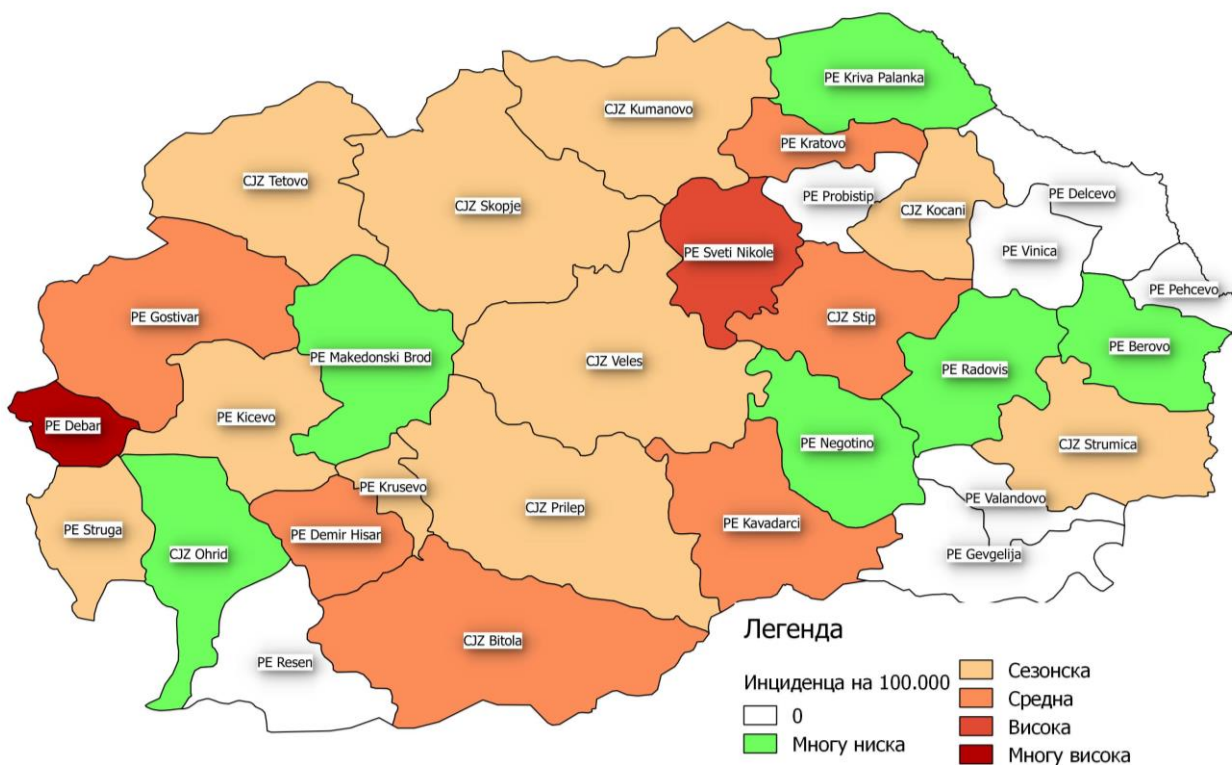 PE Kriva Palanka
CJZ Kumanovo
PE Kratovo
CJZ Tetovo
PE Probistip
PE Delcevo
CJZ Skopje
CJZ Kocani
PE Sveti Nikole
PE Vinica
PE Pehcevo
PE Gostivar
CJZ Stip
PE Makedonski Brod
CJZ Veles
PE Berovo
PE Radovis
PE Kicevo
PE Debar
PE Negotino
CJZ Strumica
PE Krusevo
PE Valandovo
CJZ Prilep
PE Kavadarci
PE Struga
PE Demir Hisar
CJZ Ohrid
PE Gevgelija
CJZ Bitola
PE Resen
Легенда
Инциденца на 100.000
0
Многу ниска
Сезонска
Средна
Висока
Многу висока